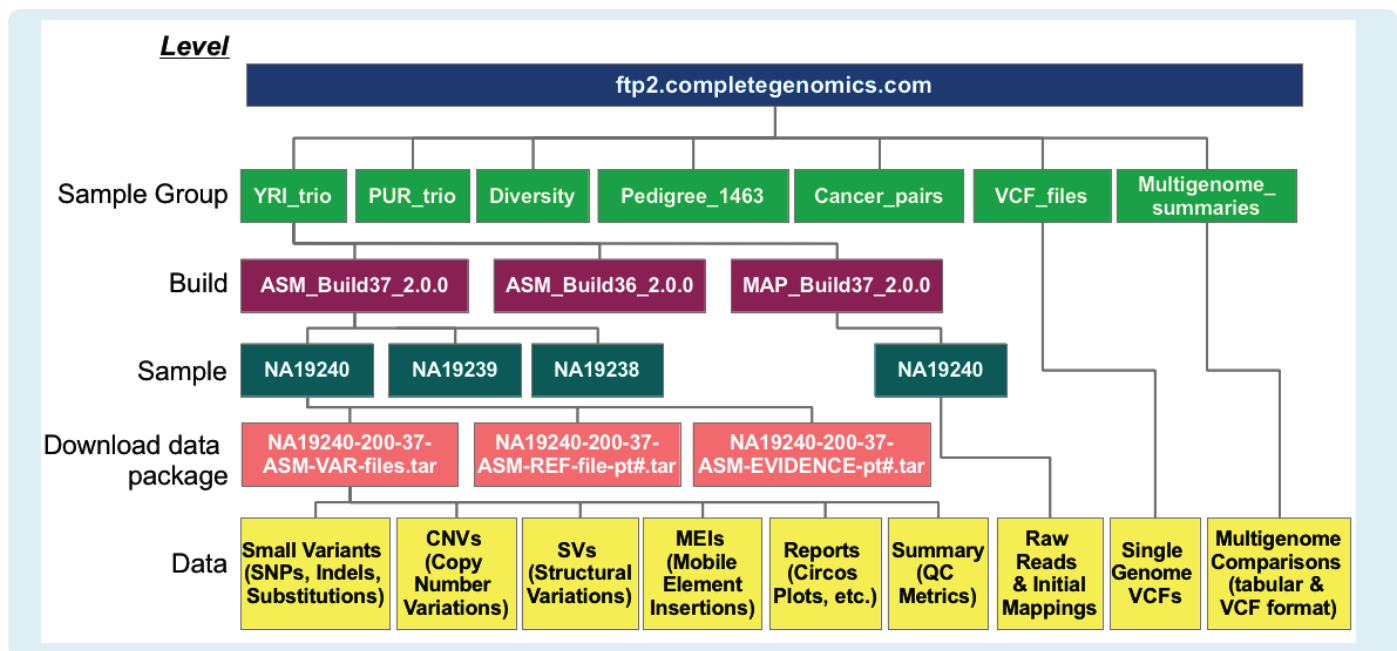 Level
ftp2.completegenomics.com
Sample Group
YRI_trio
PUR_trio
Diversity
Pedigree_1463
Cancer_pairs
VCF_files
Multigenome_
summaries
Build
ASM_Build37_2.0.0
ASM_Build36_2.0.0
MAP_Build37_2.0.0
Sample
NA19240
NA19239
NA19238
NA19240
Download data
package
NA19240-200-37-
ASM-VAR-files.tar
NA19240-200-37-
ASM-REF-file-pt#.tar
NA19240-200-37-
ASM-EVIDENCE-pt#.tar
Data
Small Variants
(SNPs, Indels,
Substitutions)
CNVs
(Copy
Number
Variations)
SVs
(Structural
Variations)
MEIs
(Mobile
Element
Insertions)
Reports
(Circos
Plots, etc.)
Summary
(QC
Metrics)
Raw
Reads
& Initial
Mappings
Single
Genome
VCFs
Multigenome
Comparisons
(tabular &
VCF format)